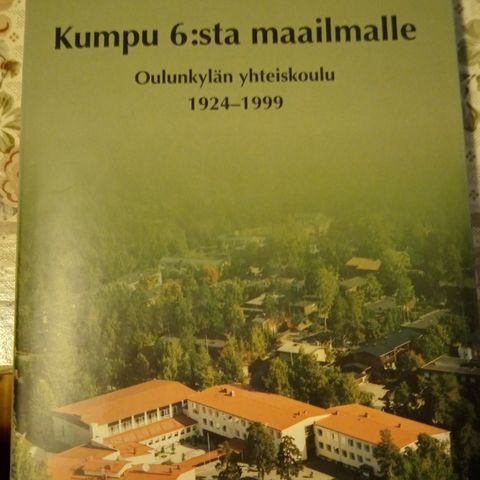 Kumpu 6:sta maailmalle
Oulunkylän yhteiskoulu
1924–1999